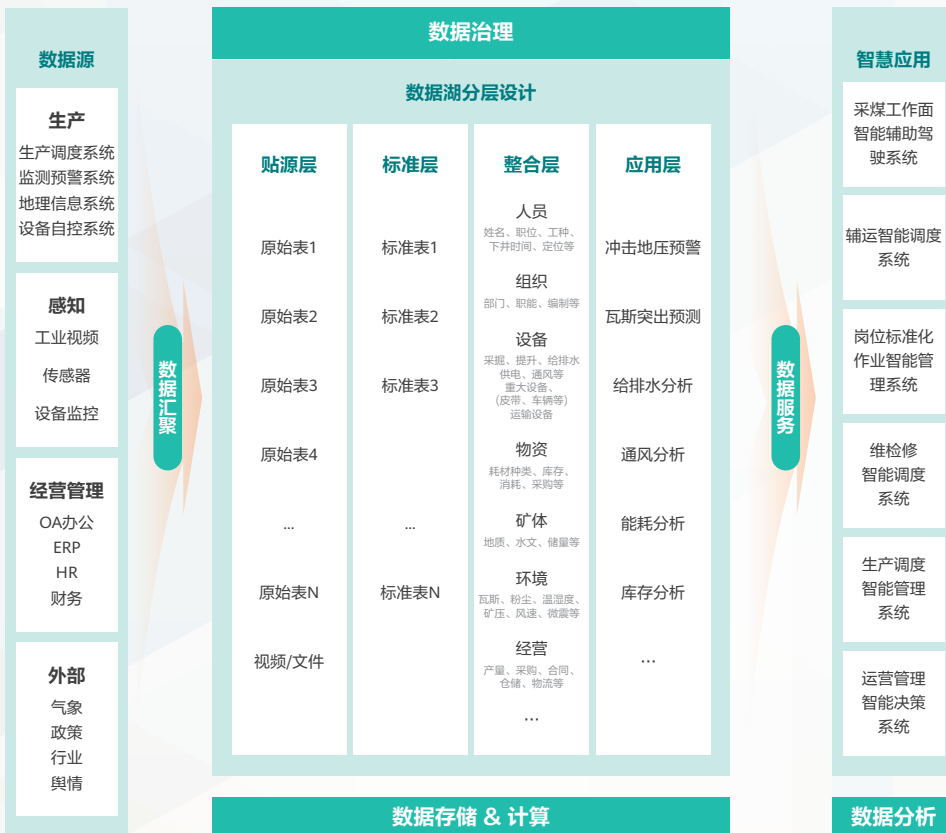 数据源
生产
生产调度系统
监测预警系统
地理信息系统
设备自控系统
感知
工业视频
传感器
设备监控
经营管理
OA办公
ERP
HR
财务
外部
气象
政策
行业
舆情
数据汇聚
数据治理
数据湖分层设计
贴源层
原始表1
原始表2
原始表3
原始表4
...
原始表N
视频/文件
标准层
标准表1
标准表2
标准表3
...
标准表N
整合层
人员
姓名、职位、工种、
下井时间、定位等
组织
部门、职能、编制等
设备
采掘、提升、给排水
供电、通风等
重大设备、
(皮带、车辆等)
运输设备
物资
耗材种类、库存、
消耗、采购等
矿体
地质、水文、储量等
环境
瓦斯、粉尘、温湿度、
矿压、风速、微震等
经营
产量、采购、合同、
仓储、物流等
...
应用层
冲击地压预警
瓦斯突出预测
给排水分析
通风分析
能耗分析
库存分析
...
数据存储 & 计算
数据服务
智慧应用
采煤工作面
智能辅助驾
驶系统
辅运智能调度
系统
岗位标准化
作业智能管
理系统
维检修
智能调度
系统
生产调度
智能管理
系统
运营管理
智能决策
系统
数据分析